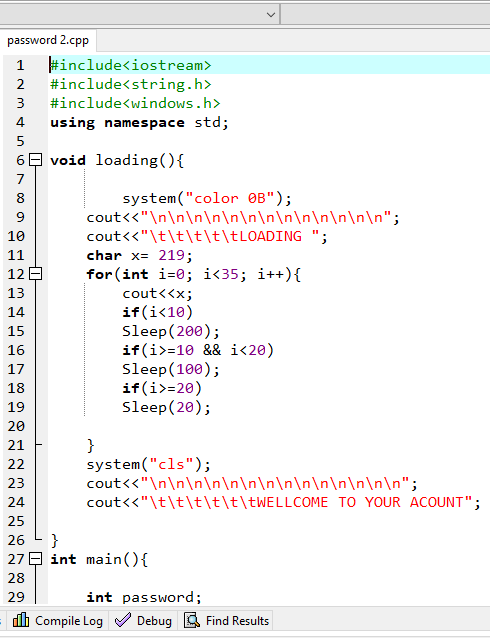 password 2.cpp
1 #include<iostream>
2 #include<string.h>
3 #include<windows.h>
4 using namespace std;
5
6 void loading(){
7
8 system("color 0B");
9 cout<<"\n\n\n\n\n\n\n\n\n\n\n\n\n";
10 cout<<"\t\t\t\t\tLOADING ";
11 char x= 219;
12 for(int i=0; i<35; i++){
13 cout<<x;
14 if(i<10)
15 Sleep(200);
16 if(i>=10 && i<20)
17 Sleep(100);
18 if(i>=20)
19 Sleep(20);
20
21 }
22 system("cls");
23 cout<<"\n\n\n\n\n\n\n\n\n\n\n\n\n\n";
24 cout<<"\t\t\t\t\t\tWELLCOME TO YOUR ACOUNT";
25
26 }
27 int main(){
28
29 int password;
Compile Log Debug Find Results